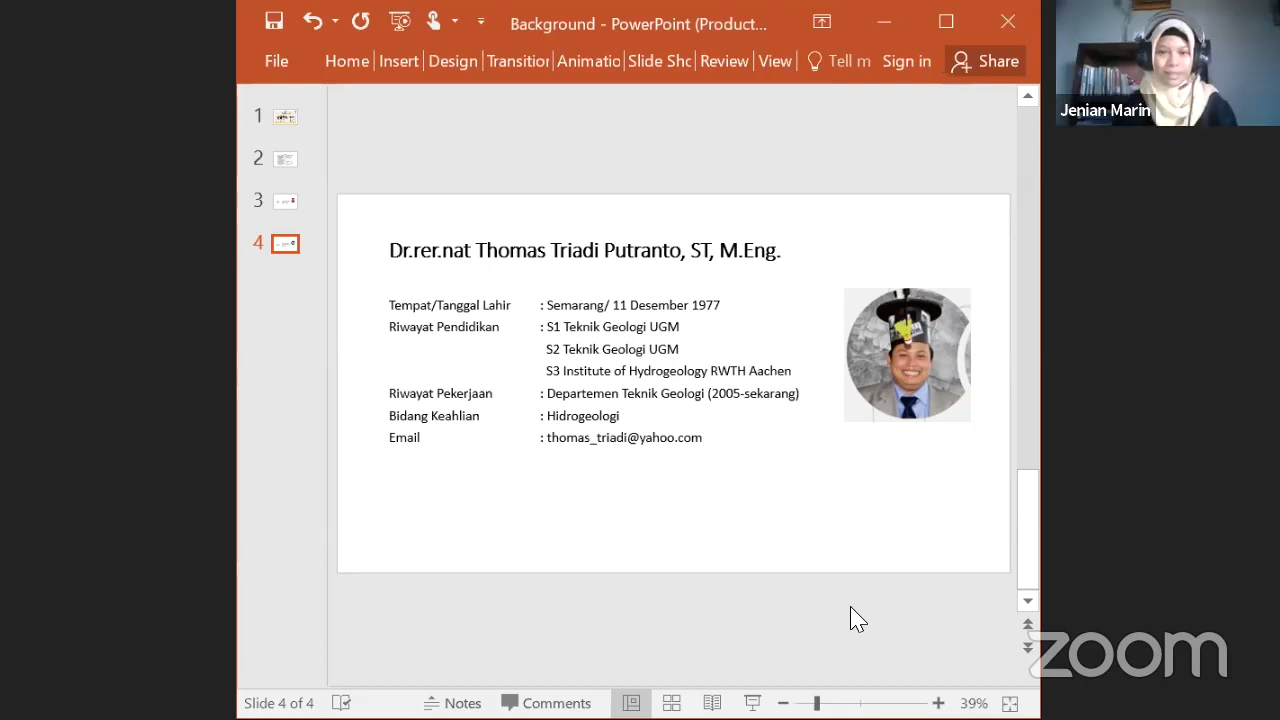 Background - PowerPoint (Product...
File Home Insert Design Transition Animatio Slide Sho Review View Tell m Sign in Share
Jenian Marin
1
2
3
4
Dr.rer.nat Thomas Triadi Putranto, ST, M.Eng.
Tempat/Tanggal Lahir : Semarang/ 11 Desember 1977
Riwayat Pendidikan : S1 Teknik Geologi UGM
S2 Teknik Geologi UGM
S3 Institute of Hydrogeology RWTH Aachen
Riwayat Pekerjaan : Departemen Teknik Geologi (2005-sekarang)
Bidang Keahlian : Hidrogeologi
Email : thomas_triadi@yahoo.com
zoom
Slide 4 of 4 Notes Comments 39%